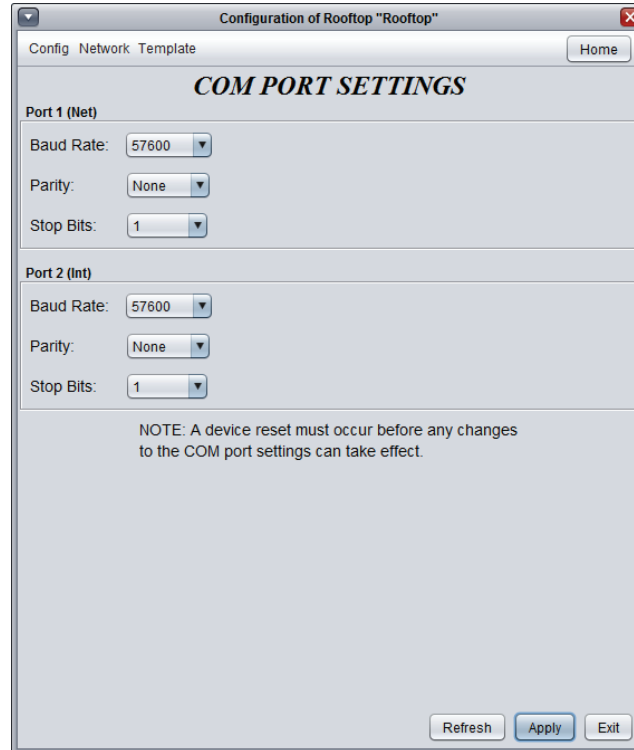 Configuration of Rooftop "Rooftop"
Config Network Template Home
COM PORT SETTINGS
Port 1 (Net)
Baud Rate: 57600
Parity: None
Stop Bits: 1
Port 2 (Int)
Baud Rate: 57600
Parity: None
Stop Bits: 1
NOTE: A device reset must occur before any changes
to the COM port settings can take effect.
Refresh Apply Exit